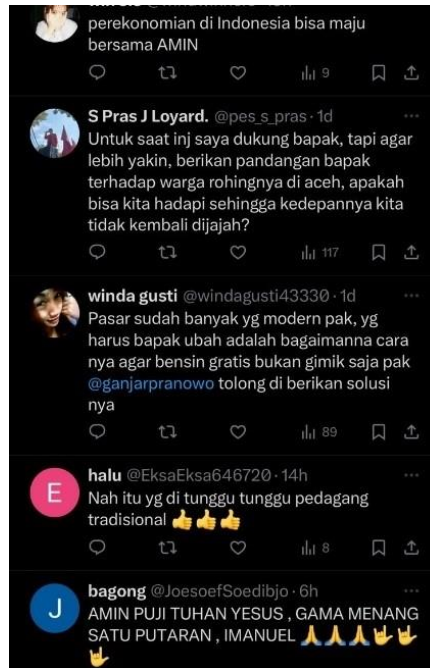 perekonomian di Indonesia bisa maju
bersama AMIN
9
S Pras J Loyard. @pes_s_pras · 1d
Untuk saat inj saya dukung bapak, tapi agar
lebih yakin, berikan pandangan bapak
terhadap warga rohingnya di aceh, apakah
bisa kita hadapi sehingga kedepannya kita
tidak kembali dijajah?
117
winda gusti @windagusti43330 · 1d
Pasar sudah banyak yg modern pak, yg
harus bapak ubah adalah bagaimanna cara
nya agar bensin gratis bukan gimik saja pak
@ganjarpranowo tolong di berikan solusi
nya
89
E
halu @EksaEksa646720 · 14h
Nah itu yg di tunggu tunggu pedagang
tradisional 👍👍👍
8
J
bagong @JoesoefSoedibjo · 6h
AMIN PUJI TUHAN YESUS , GAMA MENANG
SATU PUTARAN , IMANUEL 🙏🙏🙏🤟🤟
🤟